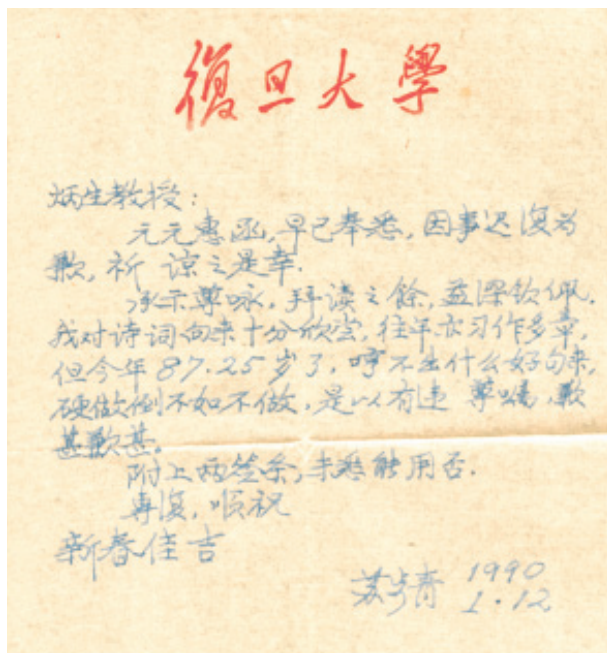 復旦大學
炳生教授：
元元惠函，早已奉悉，因事迟复为
歉，祈 谅之是幸．
承示尊咏，拜读之餘，益深钦佩．
我对诗词向来十分欣赏，往年亦习作多章，
但今年87.25岁了，哼不出什么好句来，
硬做倒不如不做，是以有违 尊嘱，歉
甚歉甚。
附上两签条，未悉能用否．
专复，顺祝
新春佳吉
苏步青 1990
1.12